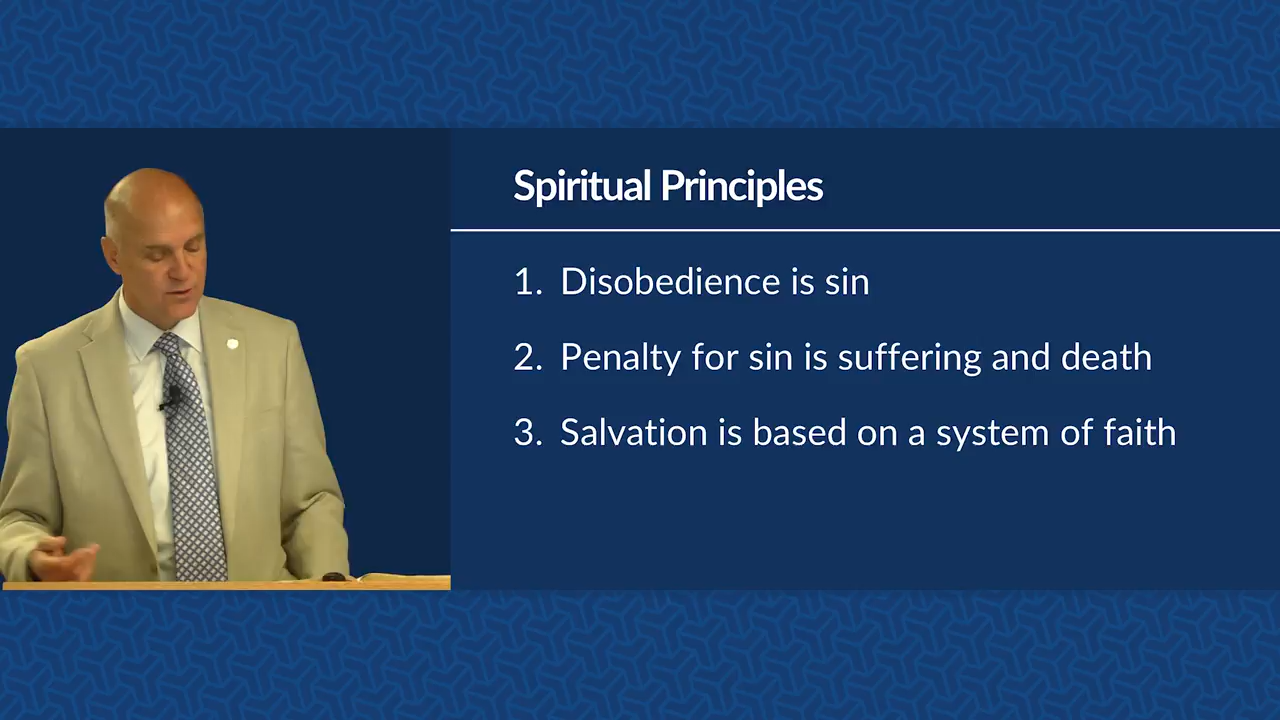 Spiritual Principles
1. Disobedience is sin
2. Penalty for sin is suffering and death
3. Salvation is based on a system of faith